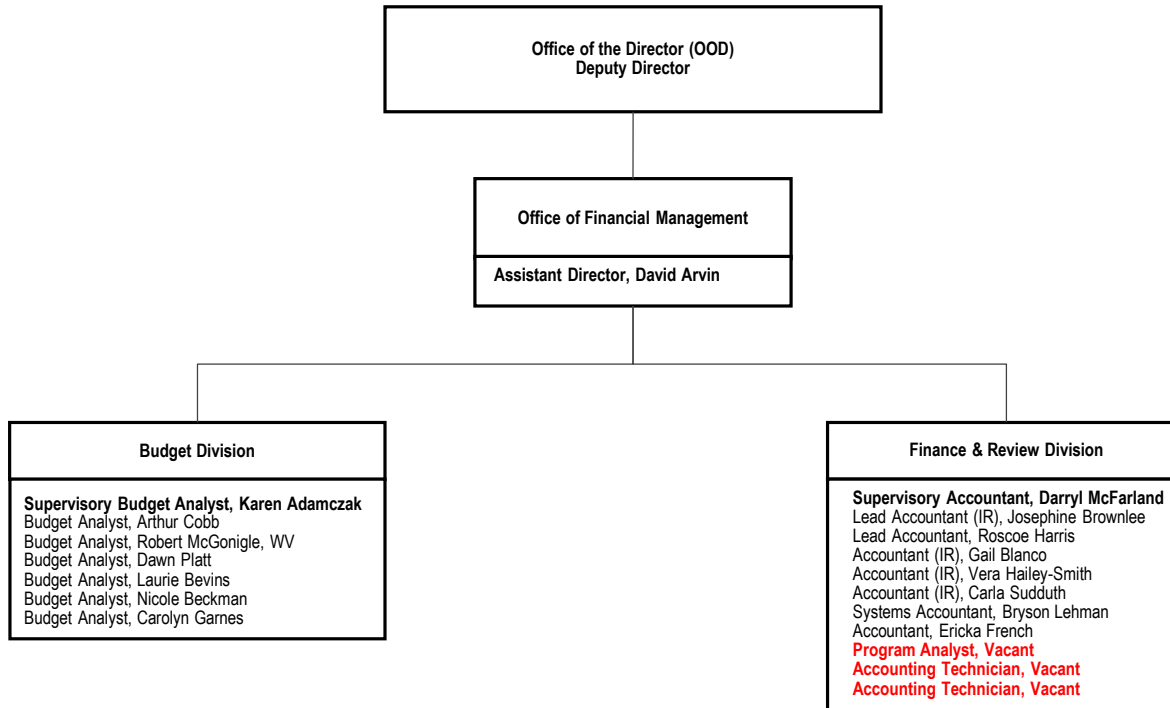 Office of the Director (OOD)
Deputy Director
Office of Financial Management
Assistant Director, David Arvin
Budget Division
Supervisory Budget Analyst, Karen Adamczak
Budget Analyst, Arthur Cobb
Budget Analyst, Robert McGonigle, WV
Budget Analyst, Dawn Platt
Budget Analyst, Laurie Bevins
Budget Analyst, Nicole Beckman
Budget Analyst, Carolyn Garnes
Finance & Review Division
Supervisory Accountant, Darryl McFarland
Lead Accountant (IR), Josephine Brownlee
Lead Accountant, Roscoe Harris
Accountant (IR), Gail Blanco
Accountant (IR), Vera Hailey-Smith
Accountant (IR), Carla Sudduth
Systems Accountant, Bryson Lehman
Accountant, Ericka French
Program Analyst, Vacant
Accounting Technician, Vacant
Accounting Technician, Vacant